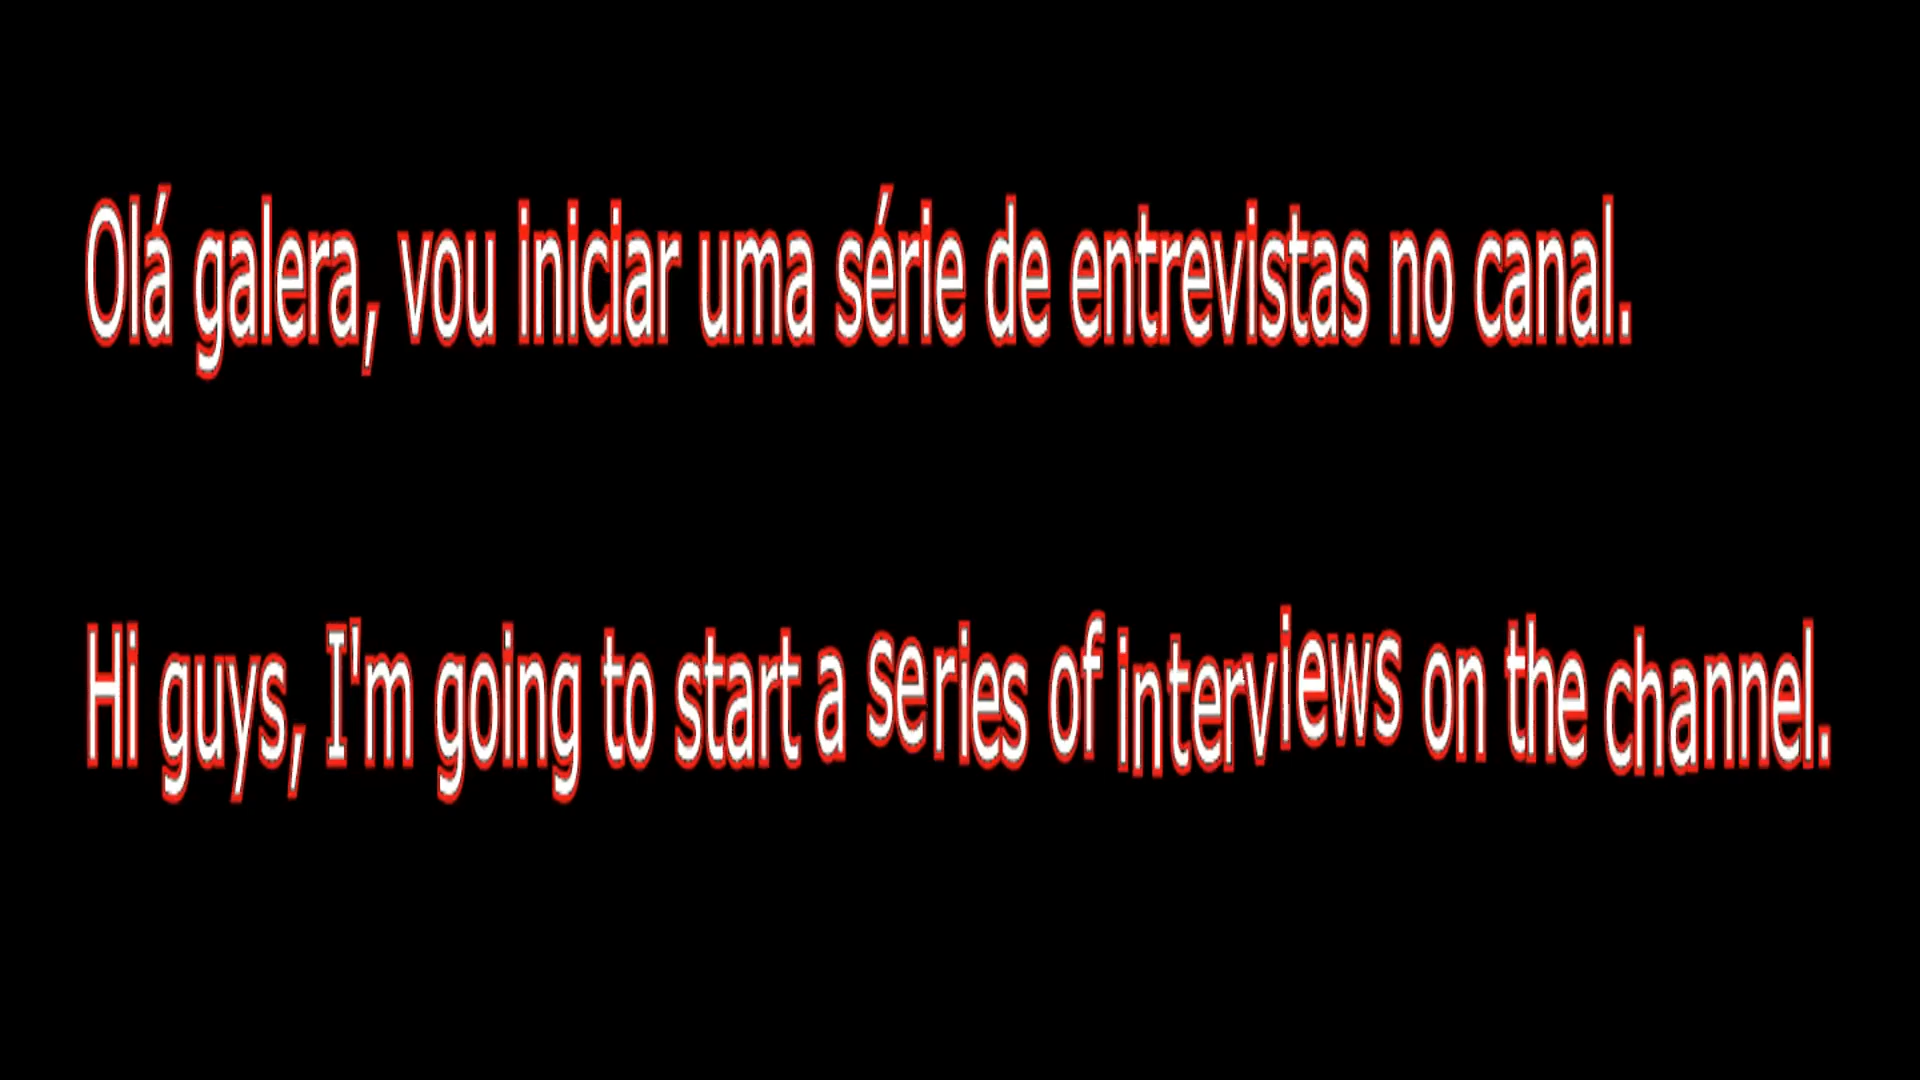 Olá galera, vou iniciar uma série de entrevistas no canal.
Hi guys, I'm going to start a series of interviews on the channel.